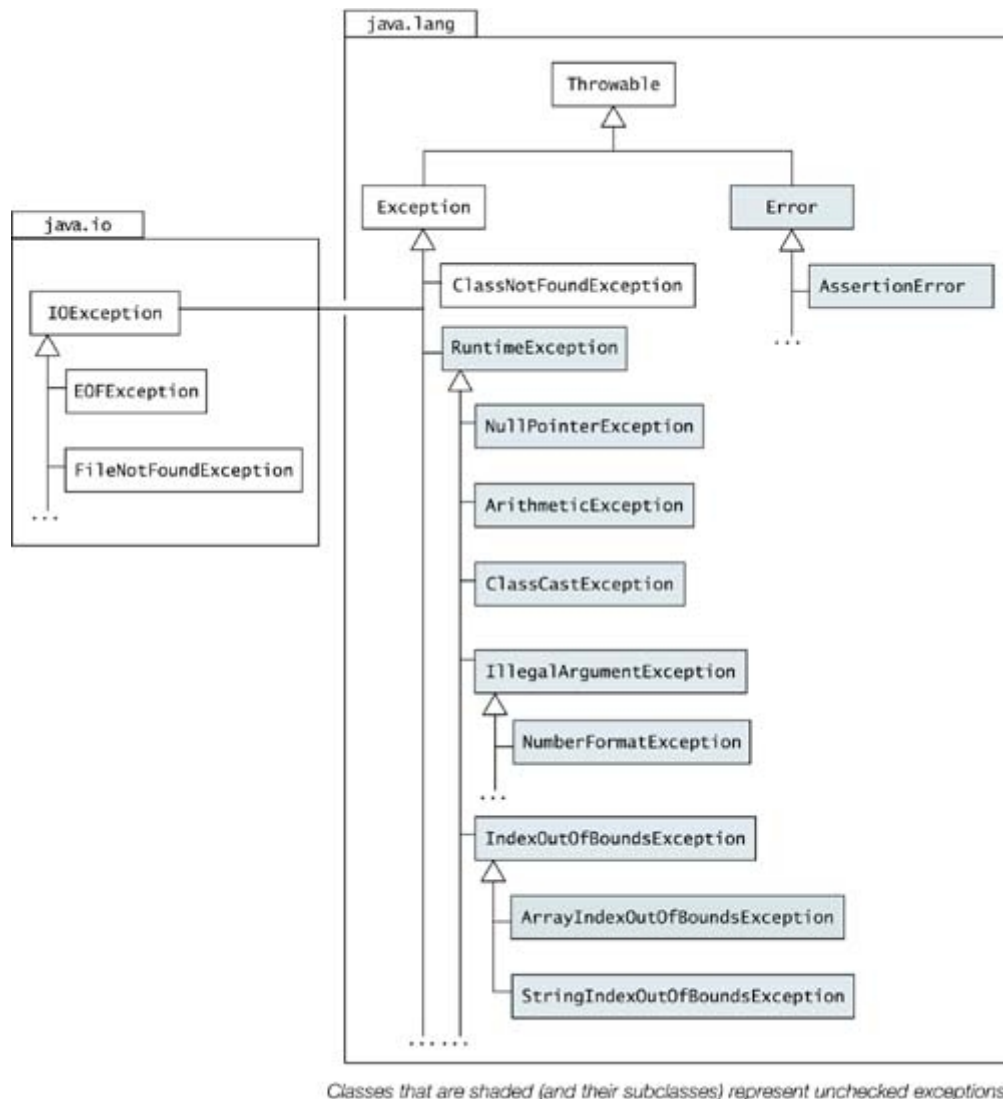 java.lang
Throwable
Exception
Error
java.io
ClassNotFoundException
AssertionError
IOException
...
RuntimeException
EOFException
NullPointerException
FileNotFoundException
ArithmeticException
...
ClassCastException
IllegalArgumentException
NumberFormatException
...
IndexOutOfBoundsException
ArrayIndexOutOfBoundsException
StringIndexOutOfBoundsException
... ...
Classes that are shaded (and their subclasses) represent unchecked exceptions